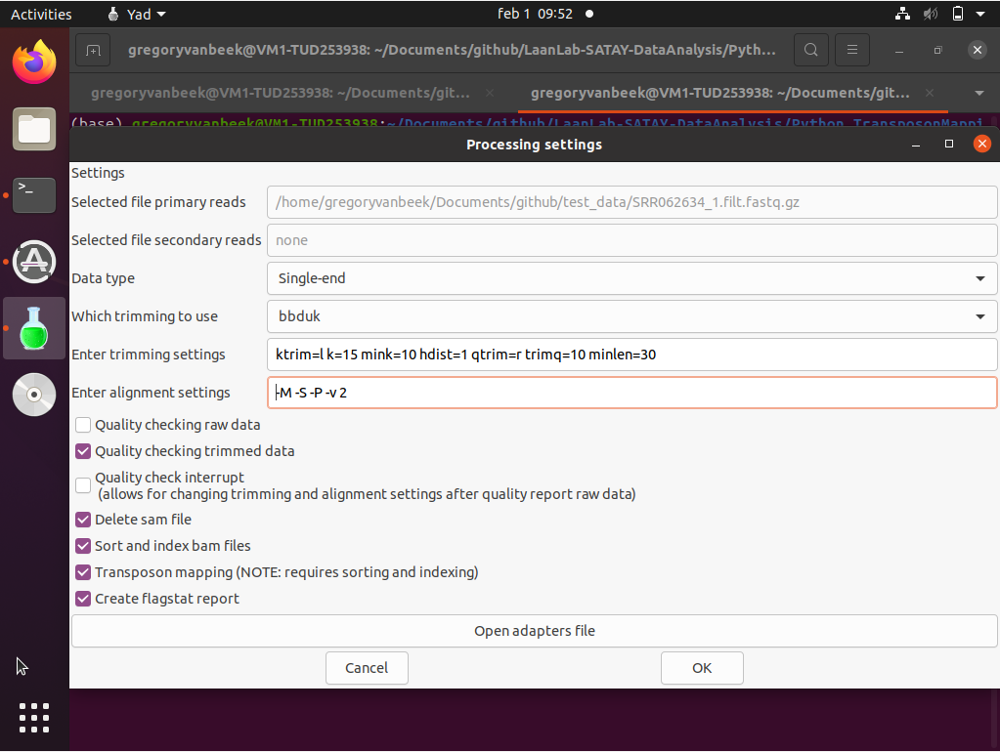 Activities
Yad
feb 1 09:52
gregoryvanbeek@VM1-TUD253938: ~/Documents/github/LaanLab-SATAY-DataAnalysis/Pyth...
gregoryvanbeek@VM1-TUD253938: ~/Documents/git...
gregoryvanbeek@VM1-TUD253938: ~/Documents/git...
(base) gregoryvanbeek@VM1-TUD253938:~/Documents/github/LaanLab-SATAY-DataAnalysis/Python_TransposonMappi
Processing settings
Settings
Selected file primary reads /home/gregoryvanbeek/Documents/github/test_data/SRR062634_1.filt.fastq.gz
Selected file secondary reads none
Data type Single-end
Which trimming to use bbduk
Enter trimming settings ktrim=l k=15 mink=10 hdist=1 qtrim=r trimq=10 minlen=30
Enter alignment settings -M -S -P -v 2
Quality checking raw data
Quality checking trimmed data
Quality check interrupt
(allows for changing trimming and alignment settings after quality report raw data)
Delete sam file
Sort and index bam files
Transposon mapping (NOTE: requires sorting and indexing)
Create flagstat report
Open adapters file
Cancel
OK